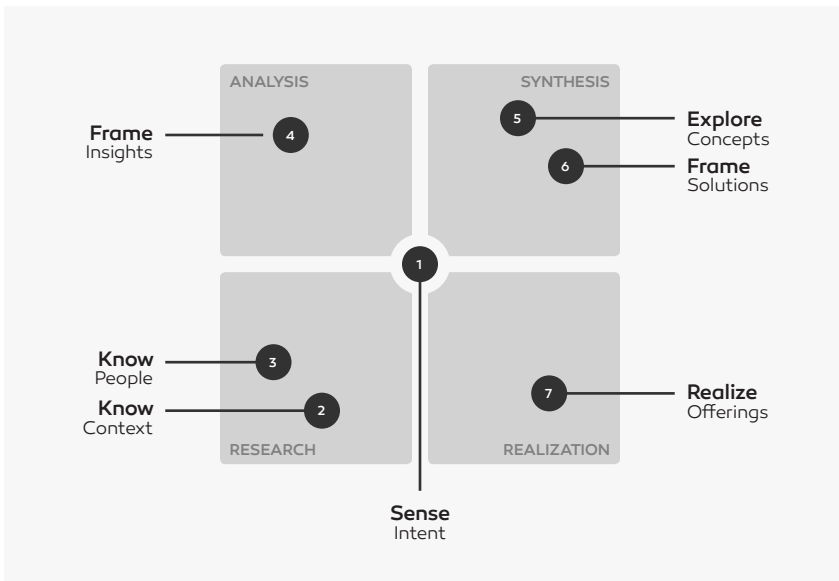 ANALYSIS
SYNTHESIS
Frame
Insights
4
5
Explore
Concepts
6
Frame
Solutions
1
Know
People
3
Know
Context
2
7
Realize
Offerings
RESEARCH
REALIZATION
Sense
Intent